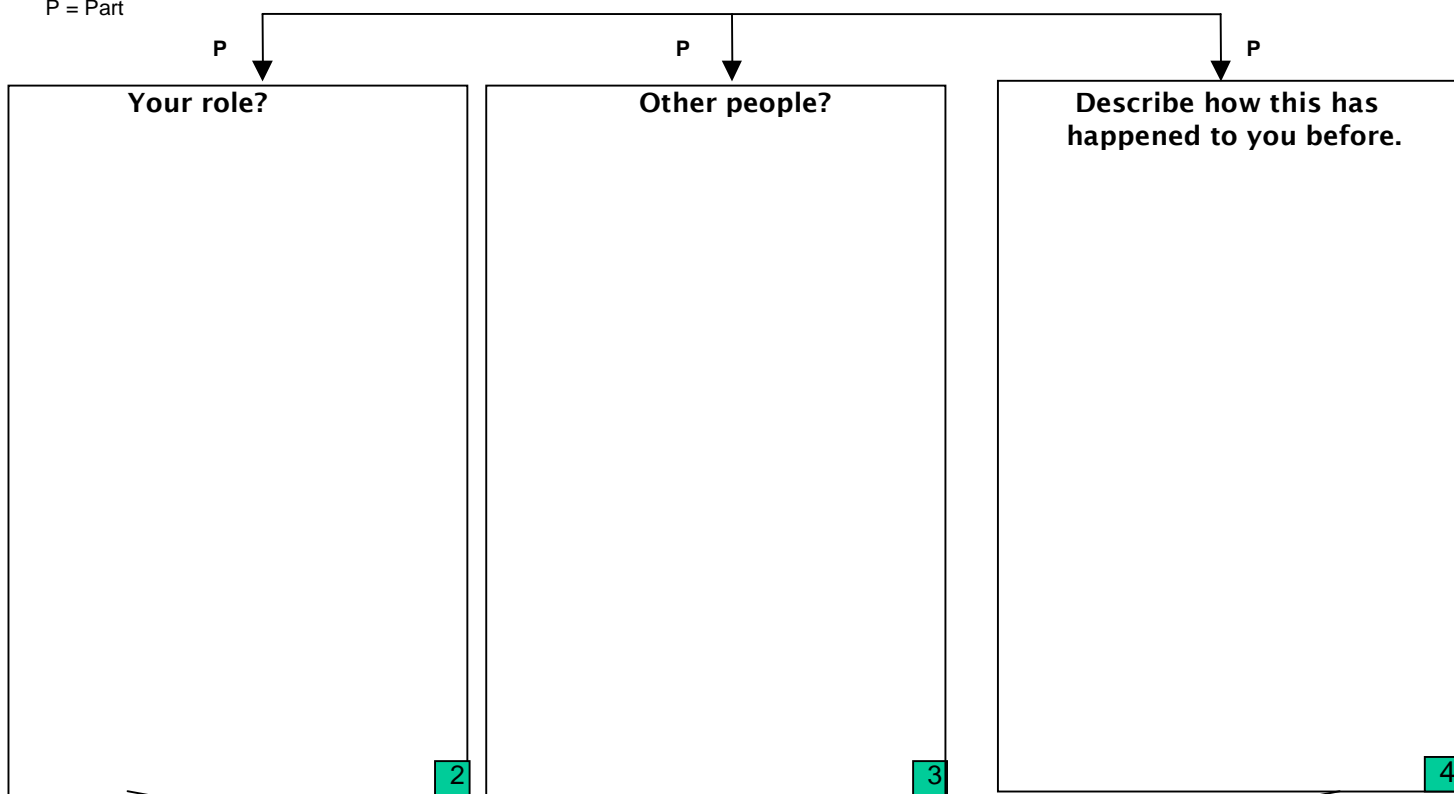 P = Part
P
P
P
Your role?
Other people?
Describe how this has
happened to you before.
2
3
4